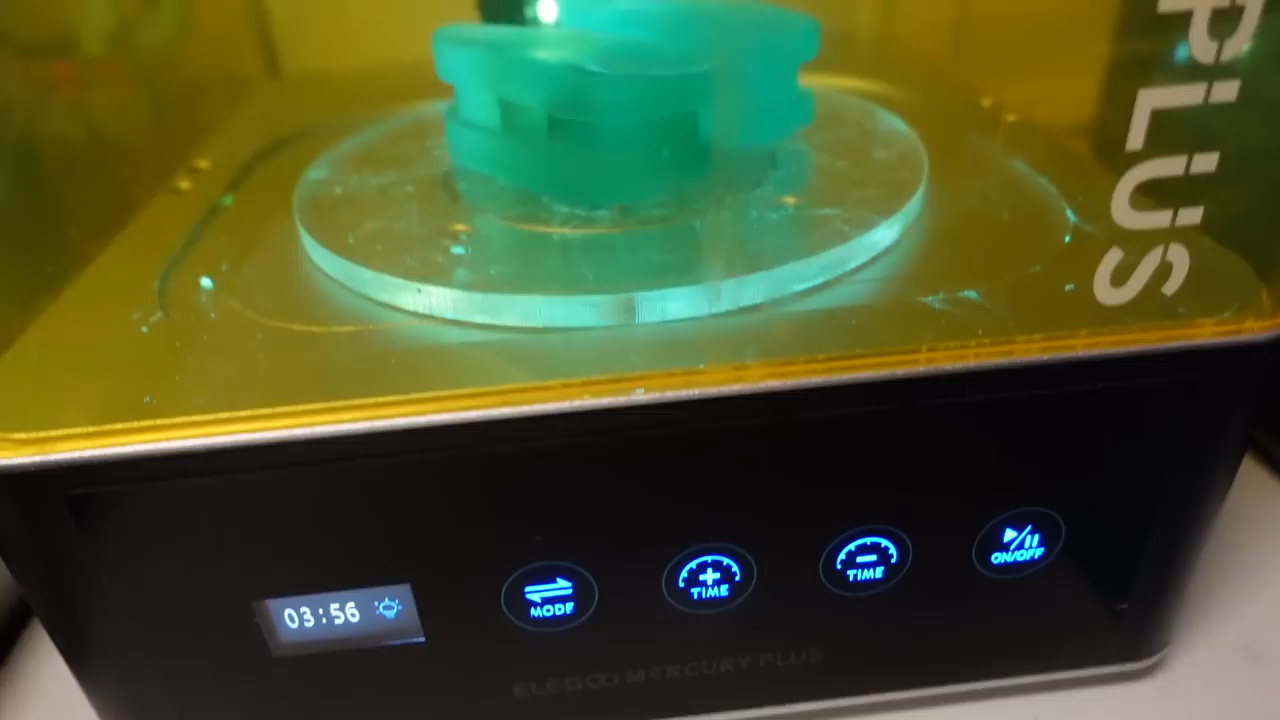 PLUS
03:56
MODE
+
TIME
-
TIME
ON/OFF
ELEGOO MERCURY PLUS